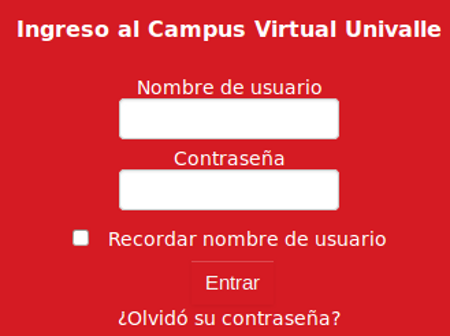 Ingreso al Campus Virtual Univalle
Nombre de usuario
Contraseña
Recordar nombre de usuario
Entrar
¿Olvidó su contraseña?